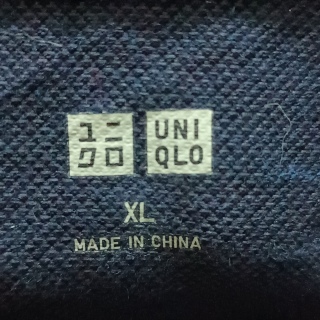 ユニ UNI
クロ QLO
XL
MADE IN CHINA